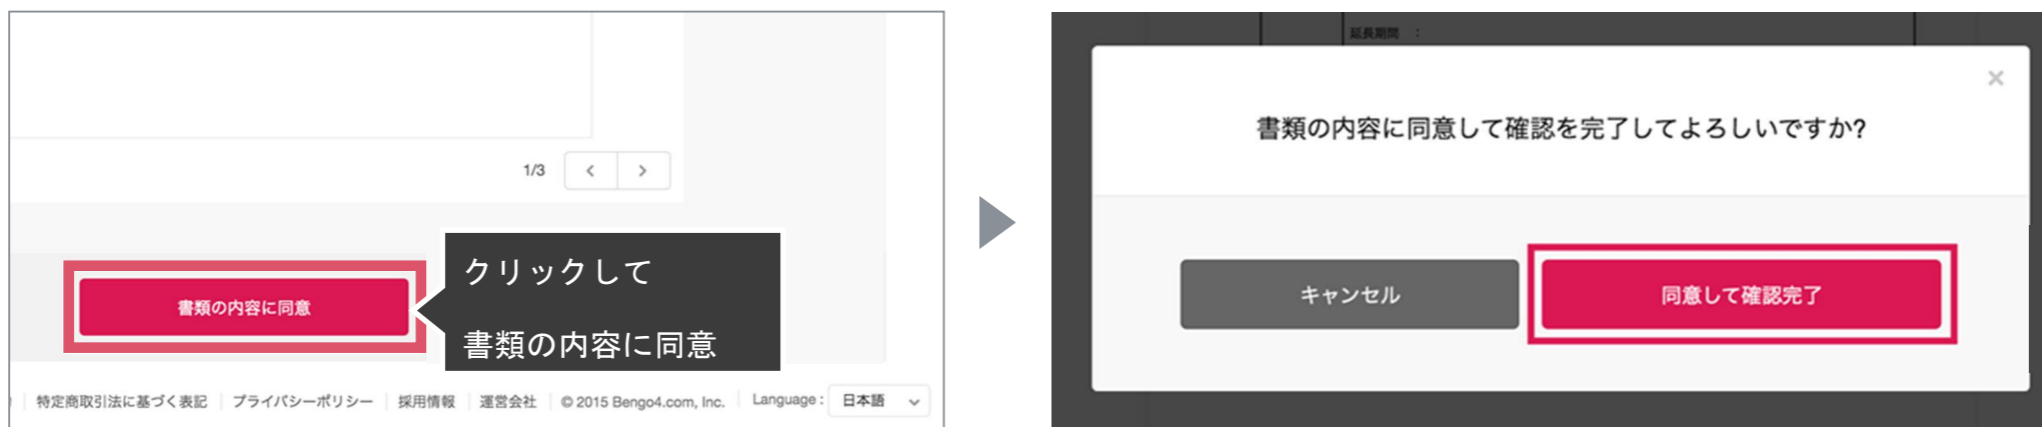 1/3
書類の内容に同意
クリックして
書類の内容に同意
特定商取引法に基づく表記 プライバシーポリシー 採用情報 運営会社 © 2015 Bengo4.com, Inc. Language : 日本語
延長期間 :
書類の内容に同意して確認を完了してよろしいですか?
キャンセル
同意して確認完了